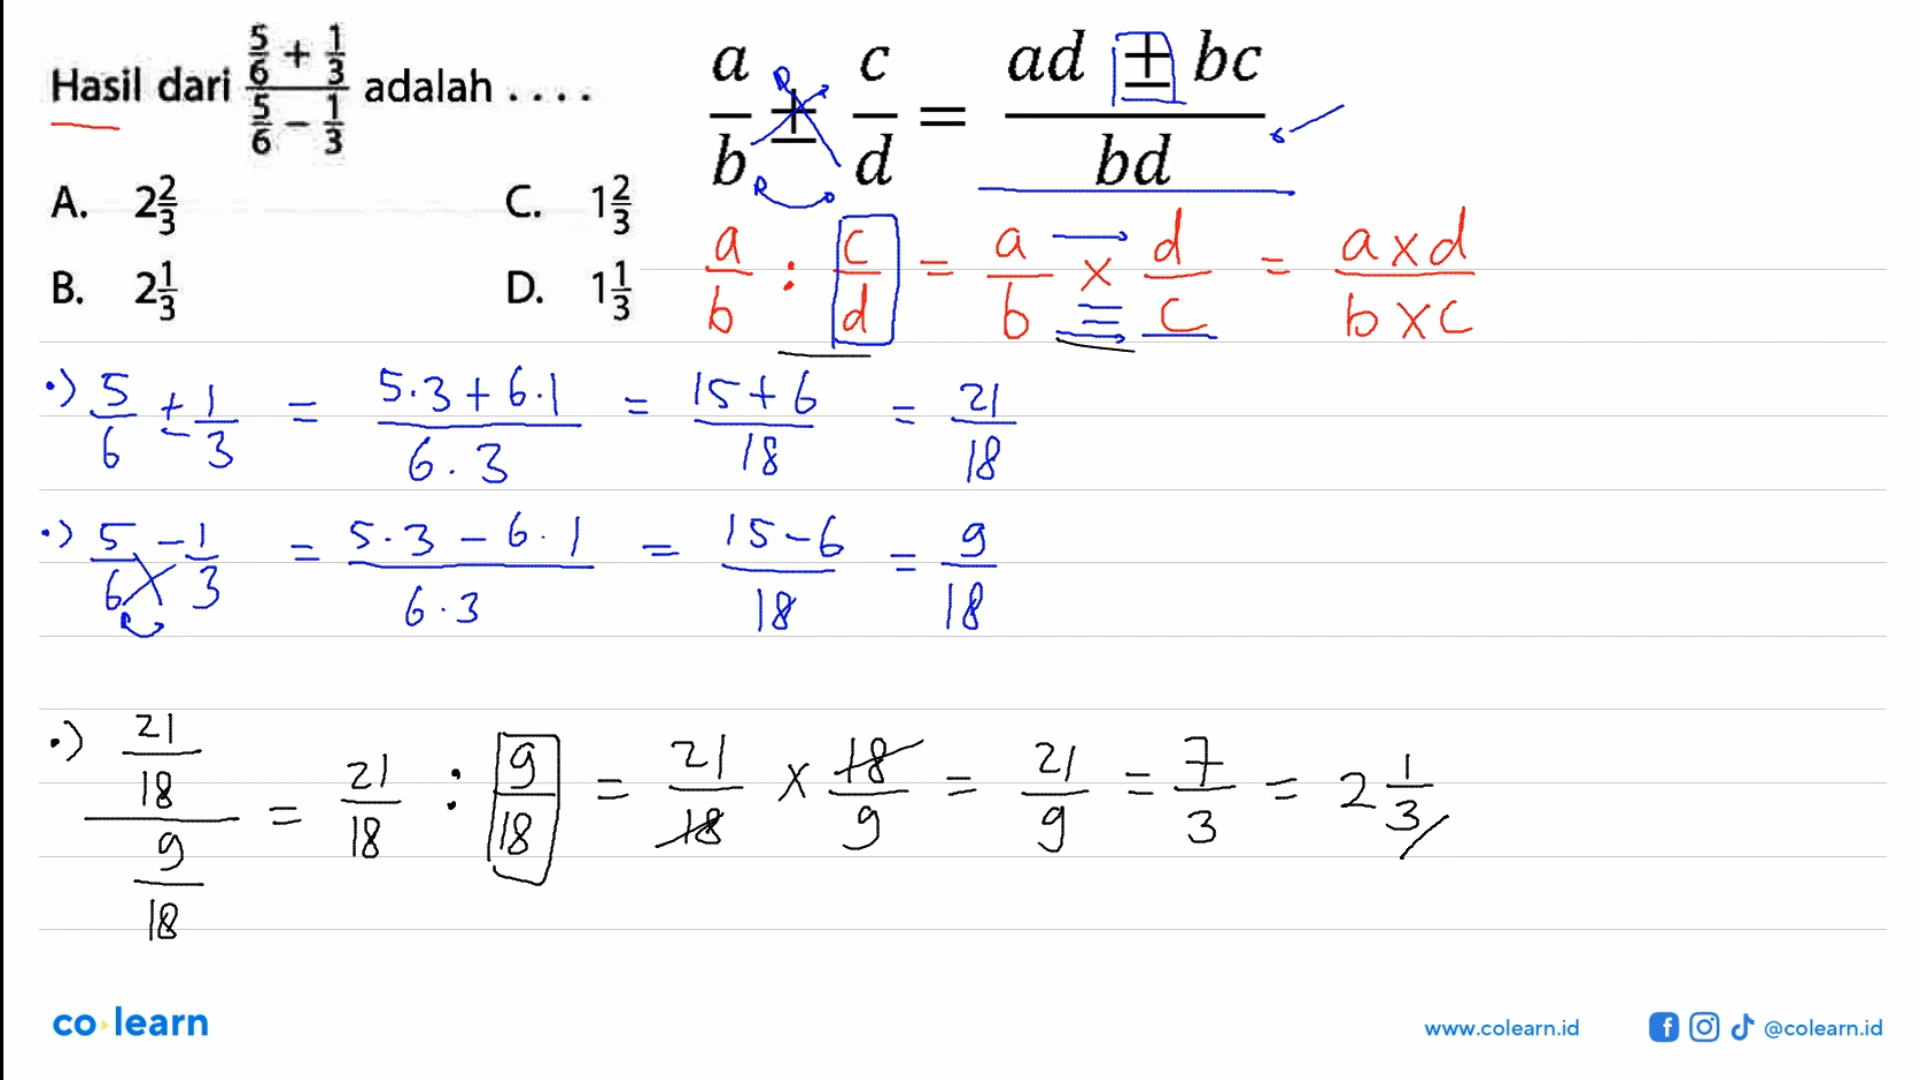 Hasil dari (5/6 + 1/3)/(5/6 − 1/3) adalah ....
A. 2 2/3 C. 1 2/3
B. 2 1/3 D. 1 1/3
a/b ± c/d = (ad ± bc)/bd
a/b : c/d = a/b × d/c = (a×d)/(b×c)
•) 5/6 + 1/3 = (5·3+6·1)/(6·3) = (15+6)/18 = 21/18
•) 5/6 − 1/3 = (5·3−6·1)/(6·3) = (15−6)/18 = 9/18
•) (21/18)/(9/18) = 21/18 : 9/18 = 21/18 × 18/9 = 21/9 = 7/3 = 2 1/3
co learn
www.colearn.id @colearn.id